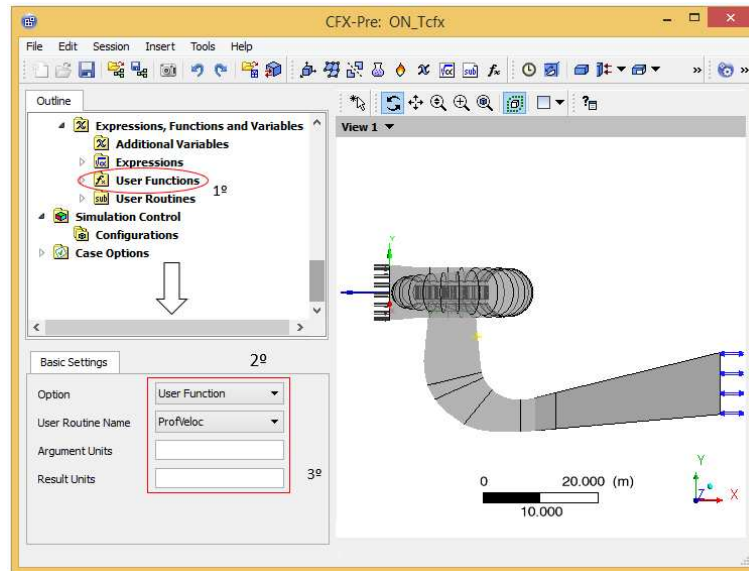 CFX-Pre: ON_Tcfx
File Edit Session Insert Tools Help
Outline
Expressions, Functions and Variables
Additional Variables
Expressions
User Functions
1º
User Routines
Simulation Control
Configurations
Case Options
Basic Settings
2º
Option User Function
User Routine Name ProfVeloc
Argument Units
Result Units
3º
View 1
Y
0 20.000 (m)
10.000
Y
Z X